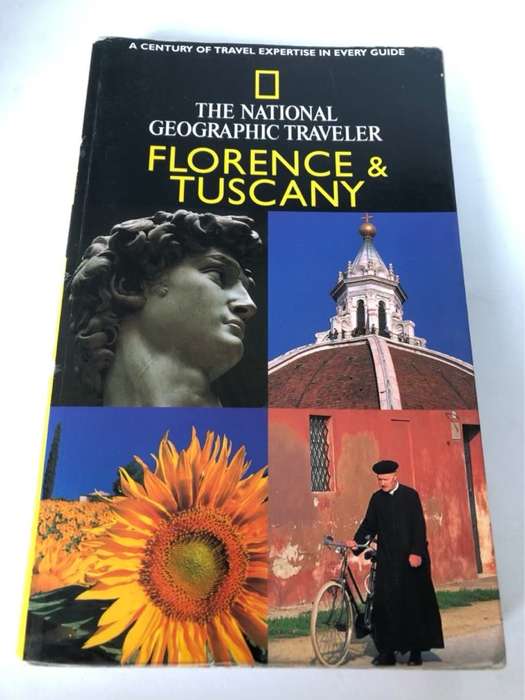 A CENTURY OF TRAVEL EXPERTISE IN EVERY GUIDE
THE NATIONAL
GEOGRAPHIC TRAVELER
FLORENCE &
TUSCANY